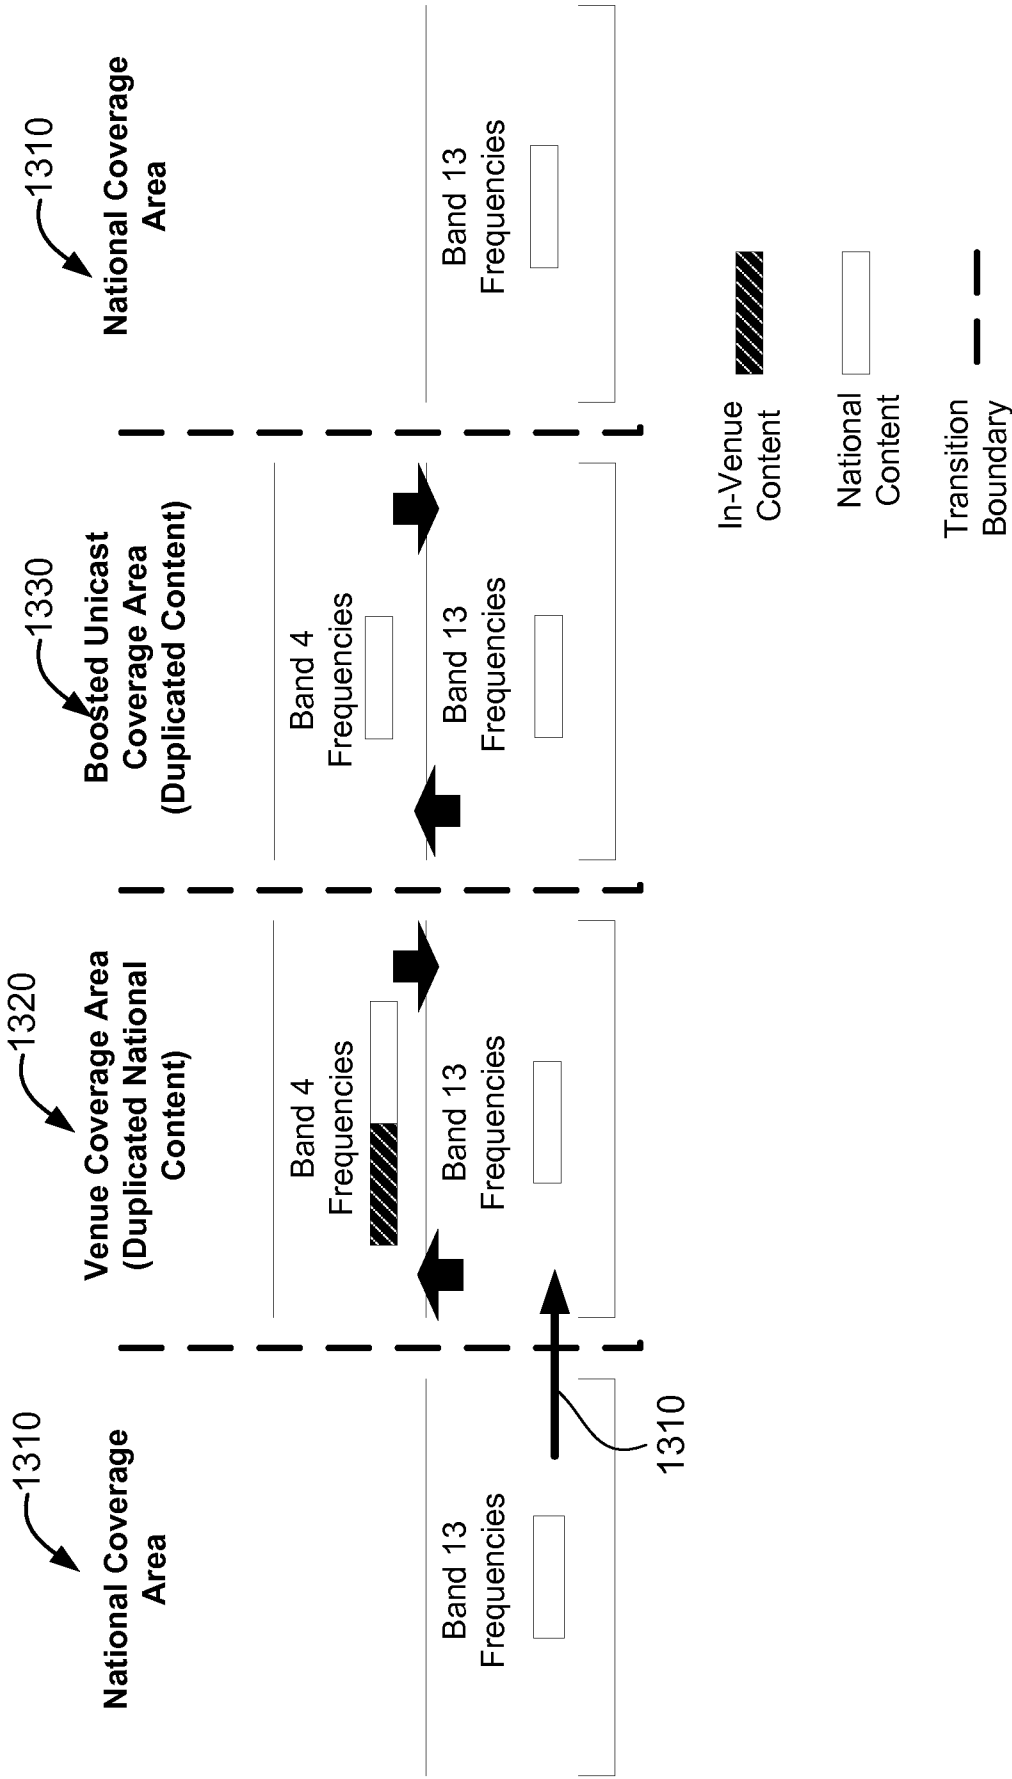 1310
National Coverage
Area
Band 13
Frequencies
1310
1320
Venue Coverage Area
(Duplicated National
Content)
Band 4
Frequencies
Band 13
Frequencies
1330
Boosted Unicast
Coverage Area
(Duplicated Content)
Band 4
Frequencies
Band 13
Frequencies
1310
National Coverage
Area
Band 13
Frequencies
In-Venue
Content
National
Content
Transition
Boundary